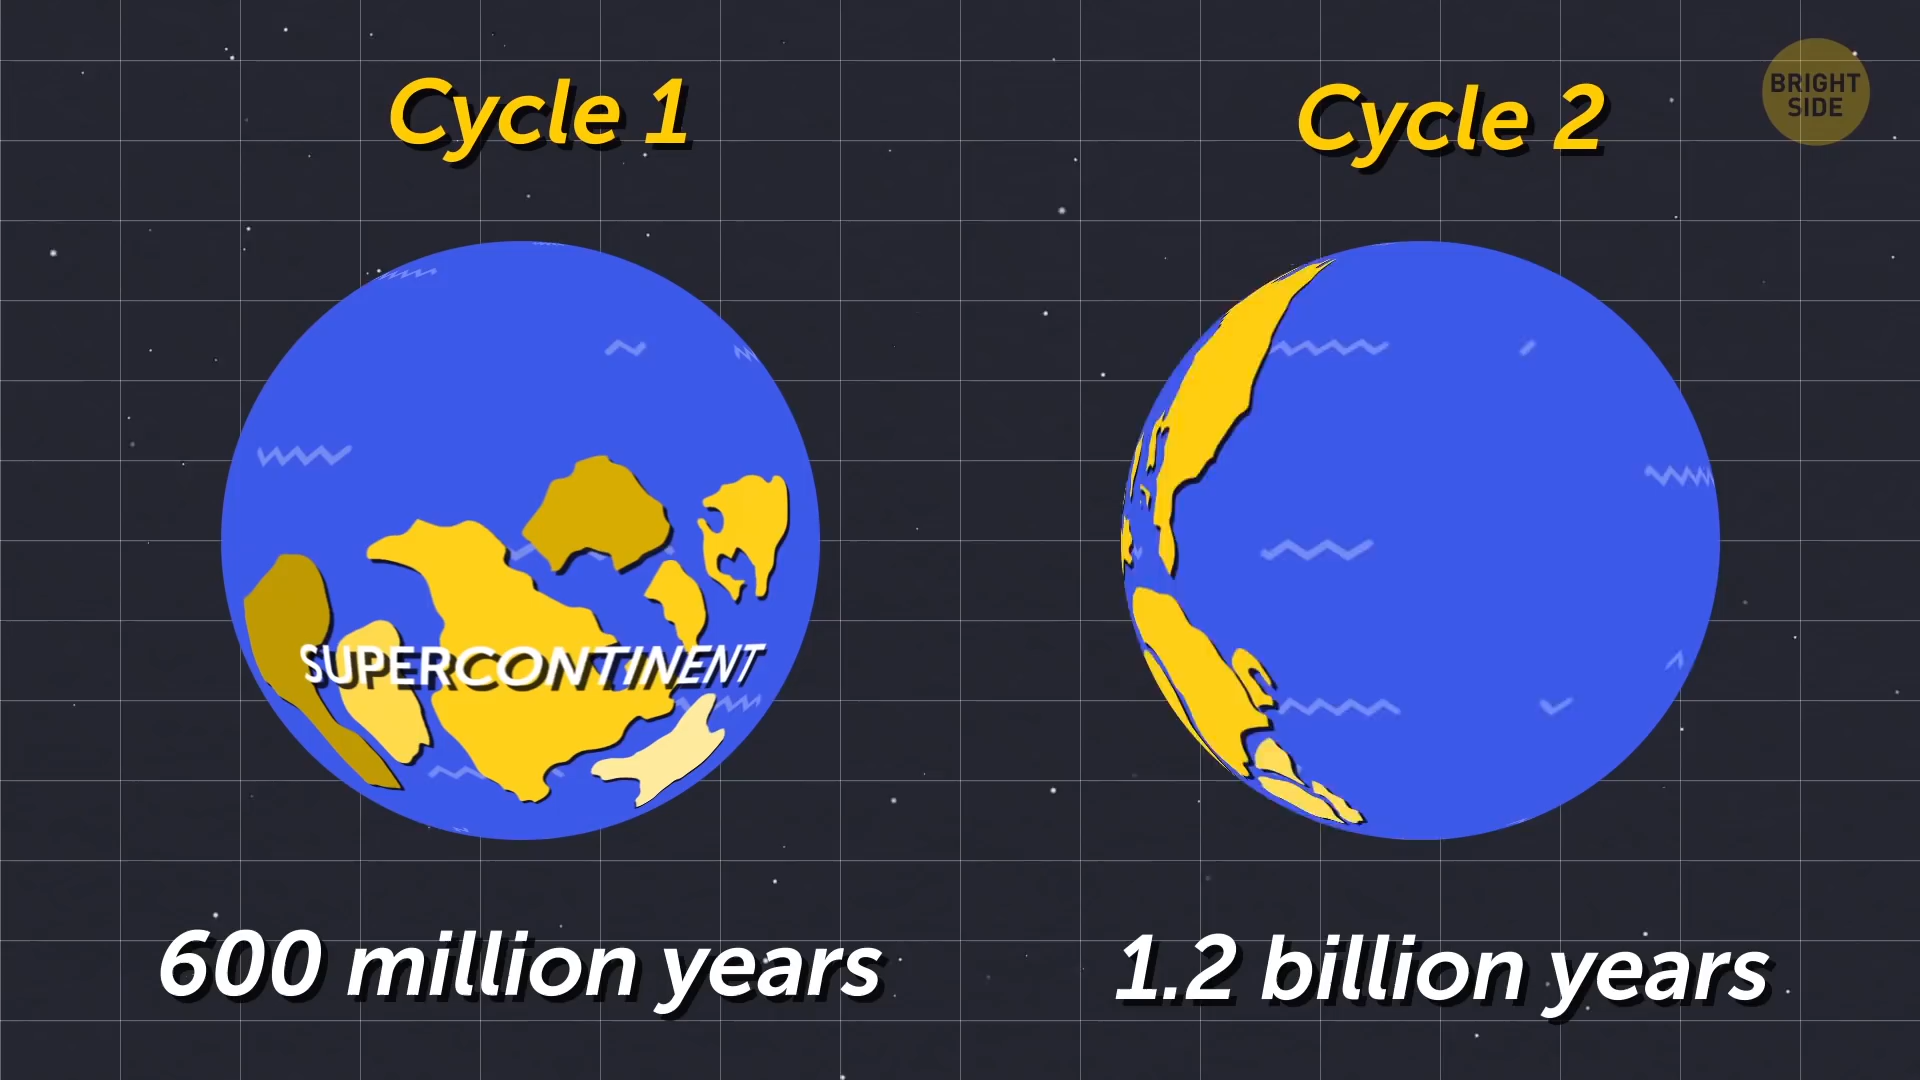 Cycle 1
Cycle 2
BRIGHT
SIDE
SUPERCONTINENT
600 million years
1.2 billion years